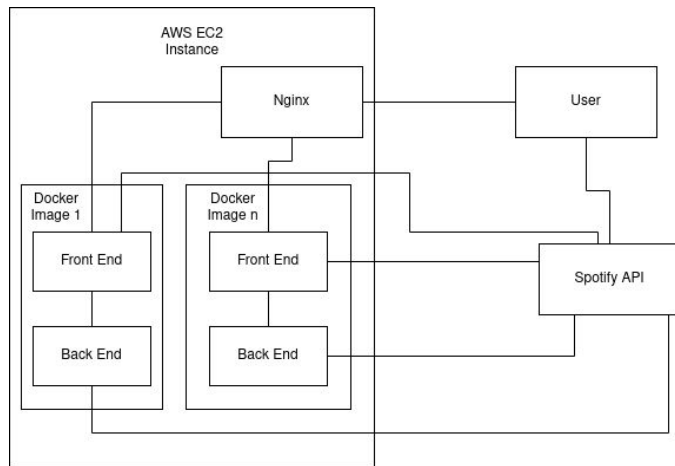 AWS EC2
Instance
Nginx
User
Docker
Image 1
Docker
Image n
Front End
Front End
Spotify API
Back End
Back End